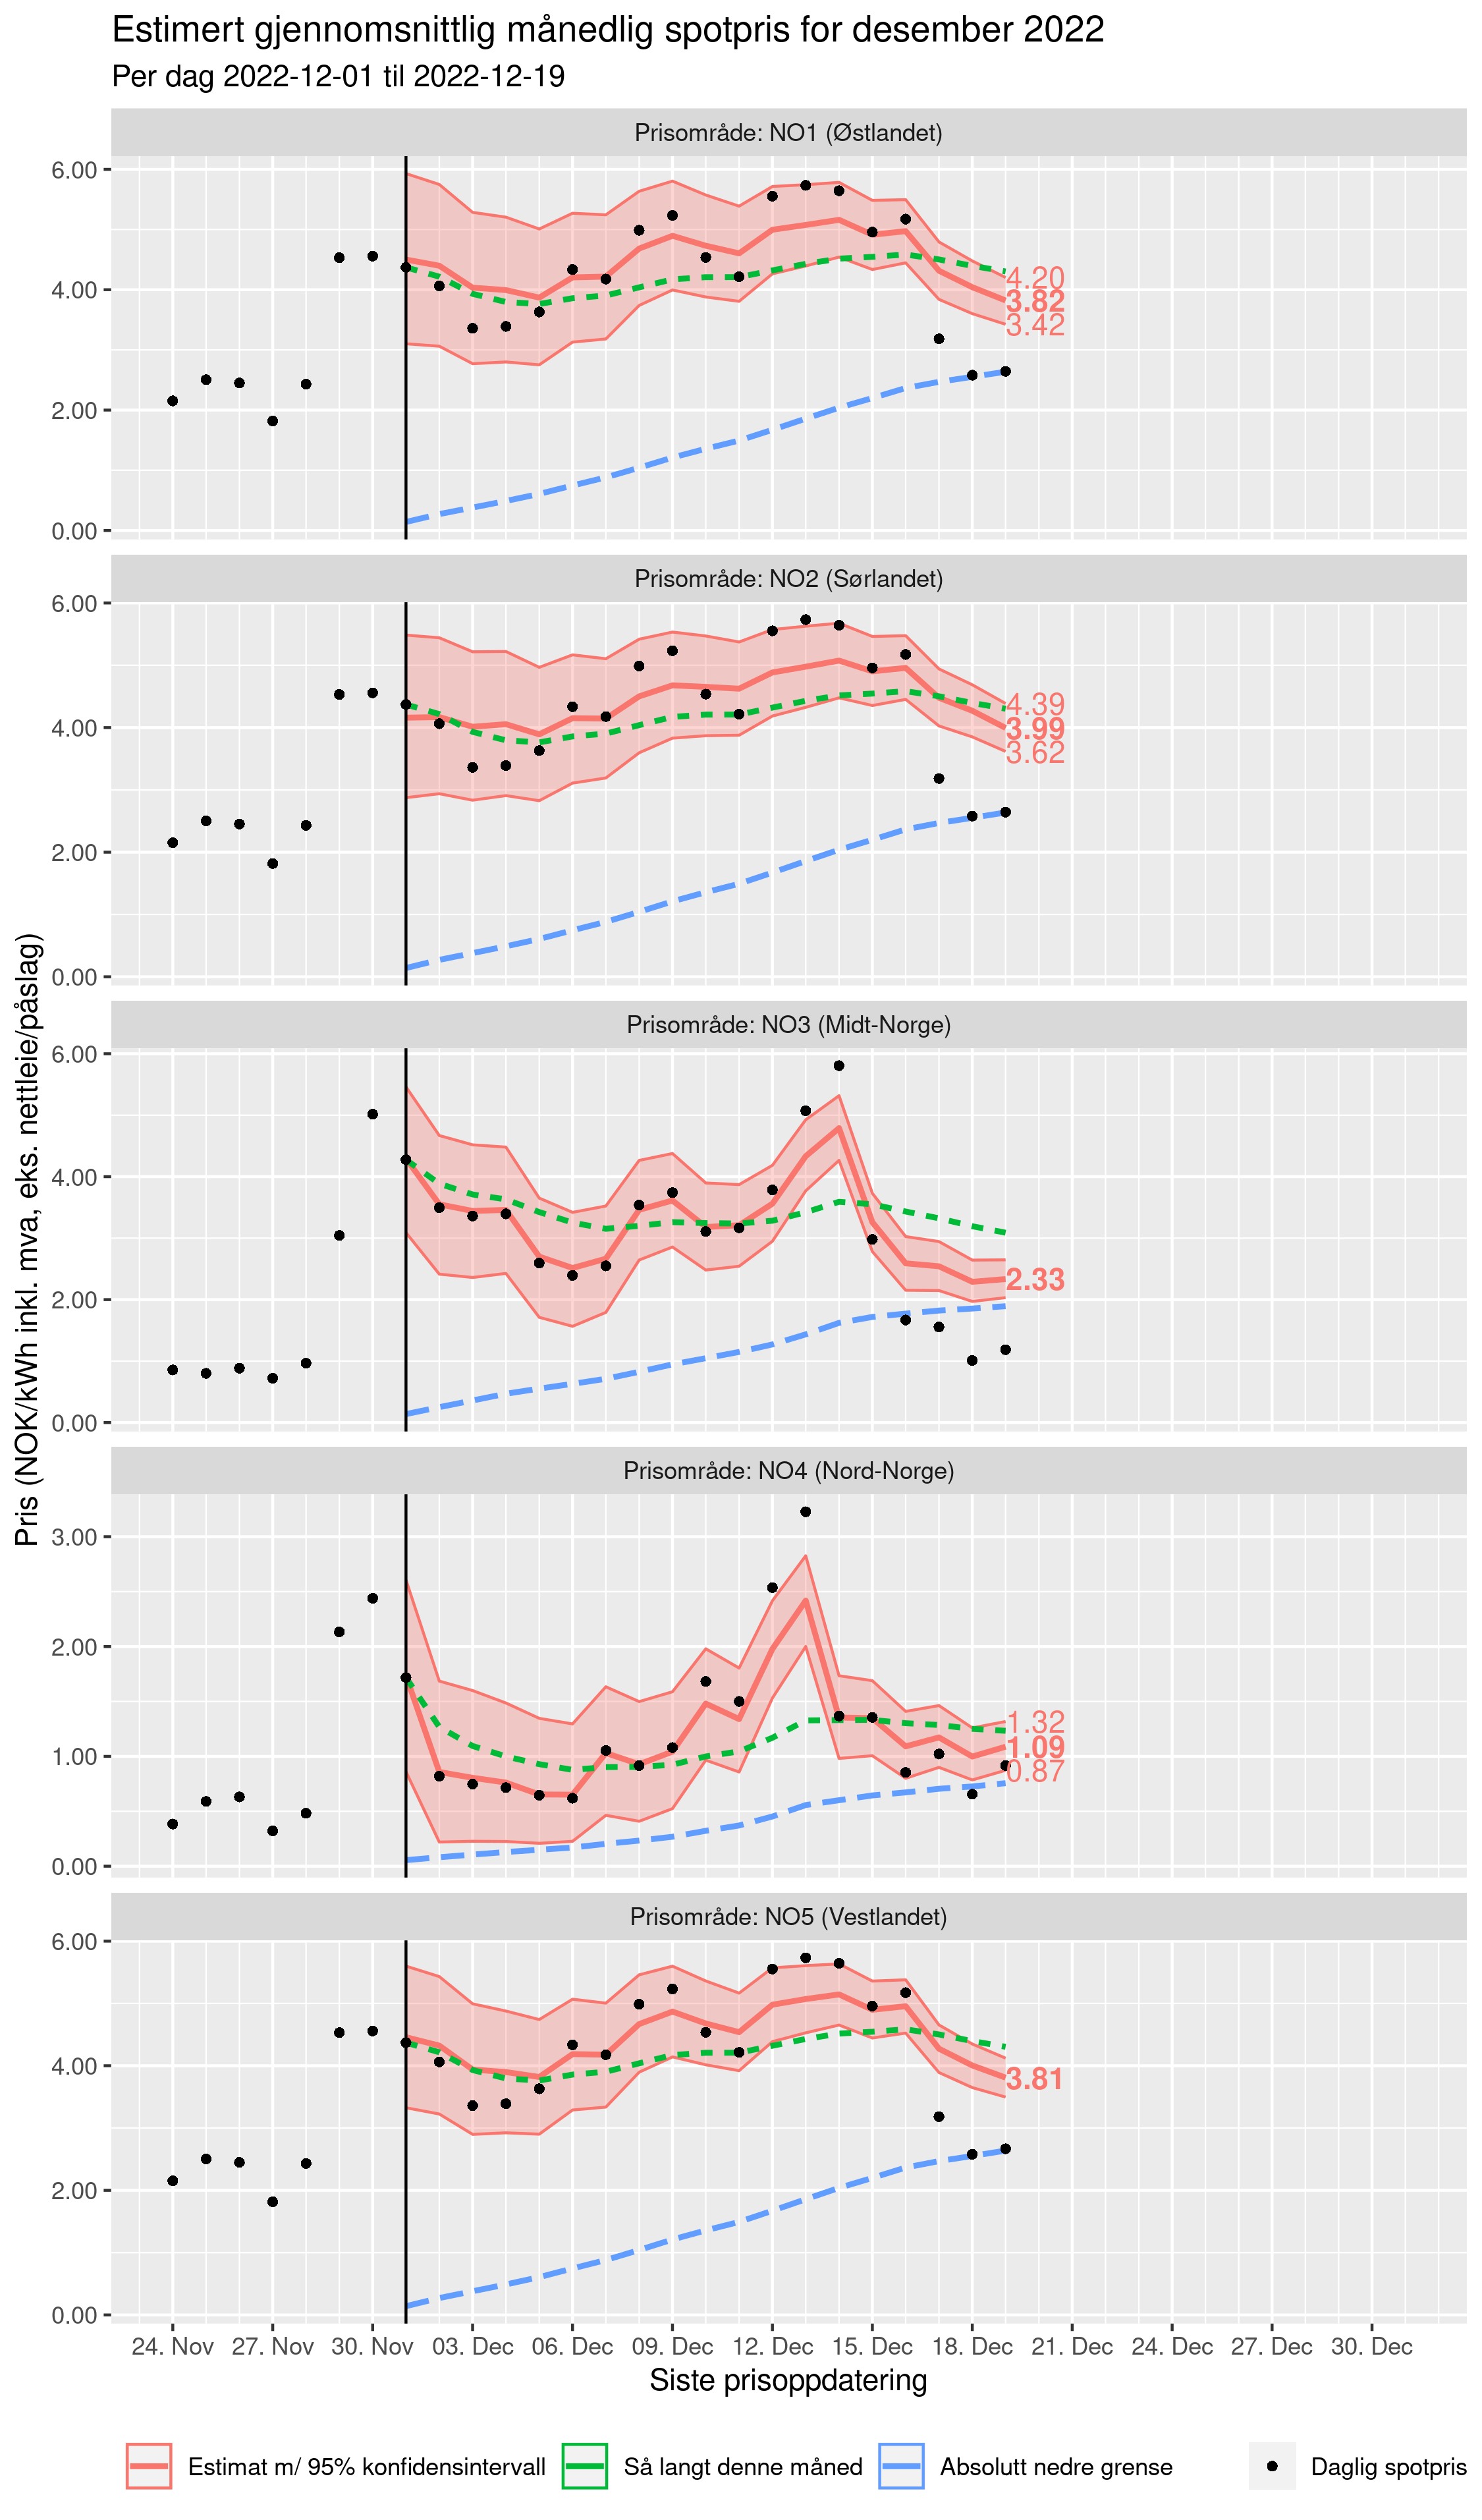 Estimert gjennomsnittlig månedlig spotpris for desember 2022
Per dag 2022-12-01 til 2022-12-19
Pris (NOK/kWh inkl. mva, eks. nettleie/påslag)
Prisområde: NO1 (Østlandet)
6.00
4.00
2.00
0.00
4.20
3.82
3.42
Prisområde: NO2 (Sørlandet)
6.00
4.00
2.00
0.00
4.39
3.99
3.62
Prisområde: NO3 (Midt-Norge)
6.00
4.00
2.00
0.00
2.33
Prisområde: NO4 (Nord-Norge)
3.00
2.00
1.00
0.00
1.32
1.09
0.87
Prisområde: NO5 (Vestlandet)
6.00
4.00
2.00
0.00
3.81
24. Nov 27. Nov 30. Nov 03. Dec 06. Dec 09. Dec 12. Dec 15. Dec 18. Dec 21. Dec 24. Dec 27. Dec 30. Dec
Siste prisoppdatering
Estimat m/ 95% konfidensintervall Så langt denne måned Absolutt nedre grense Daglig spotpris